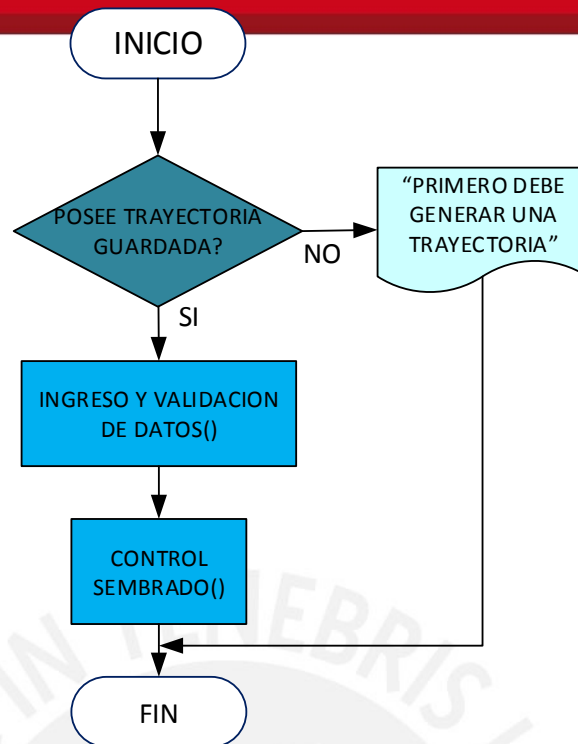 INICIO
POSEE TRAYECTORIA
GUARDADA?
NO
"PRIMERO DEBE
GENERAR UNA
TRAYECTORIA"
SI
INGRESO Y VALIDACION
DE DATOS()
CONTROL
SEMBRADO()
FIN